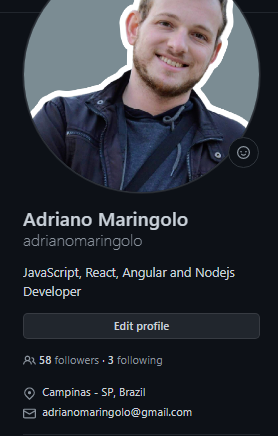 Adriano Maringolo
adrianomaringolo
JavaScript, React, Angular and Nodejs
Developer
Edit profile
58 followers · 3 following
Campinas - SP, Brazil
adrianomaringolo@gmail.com